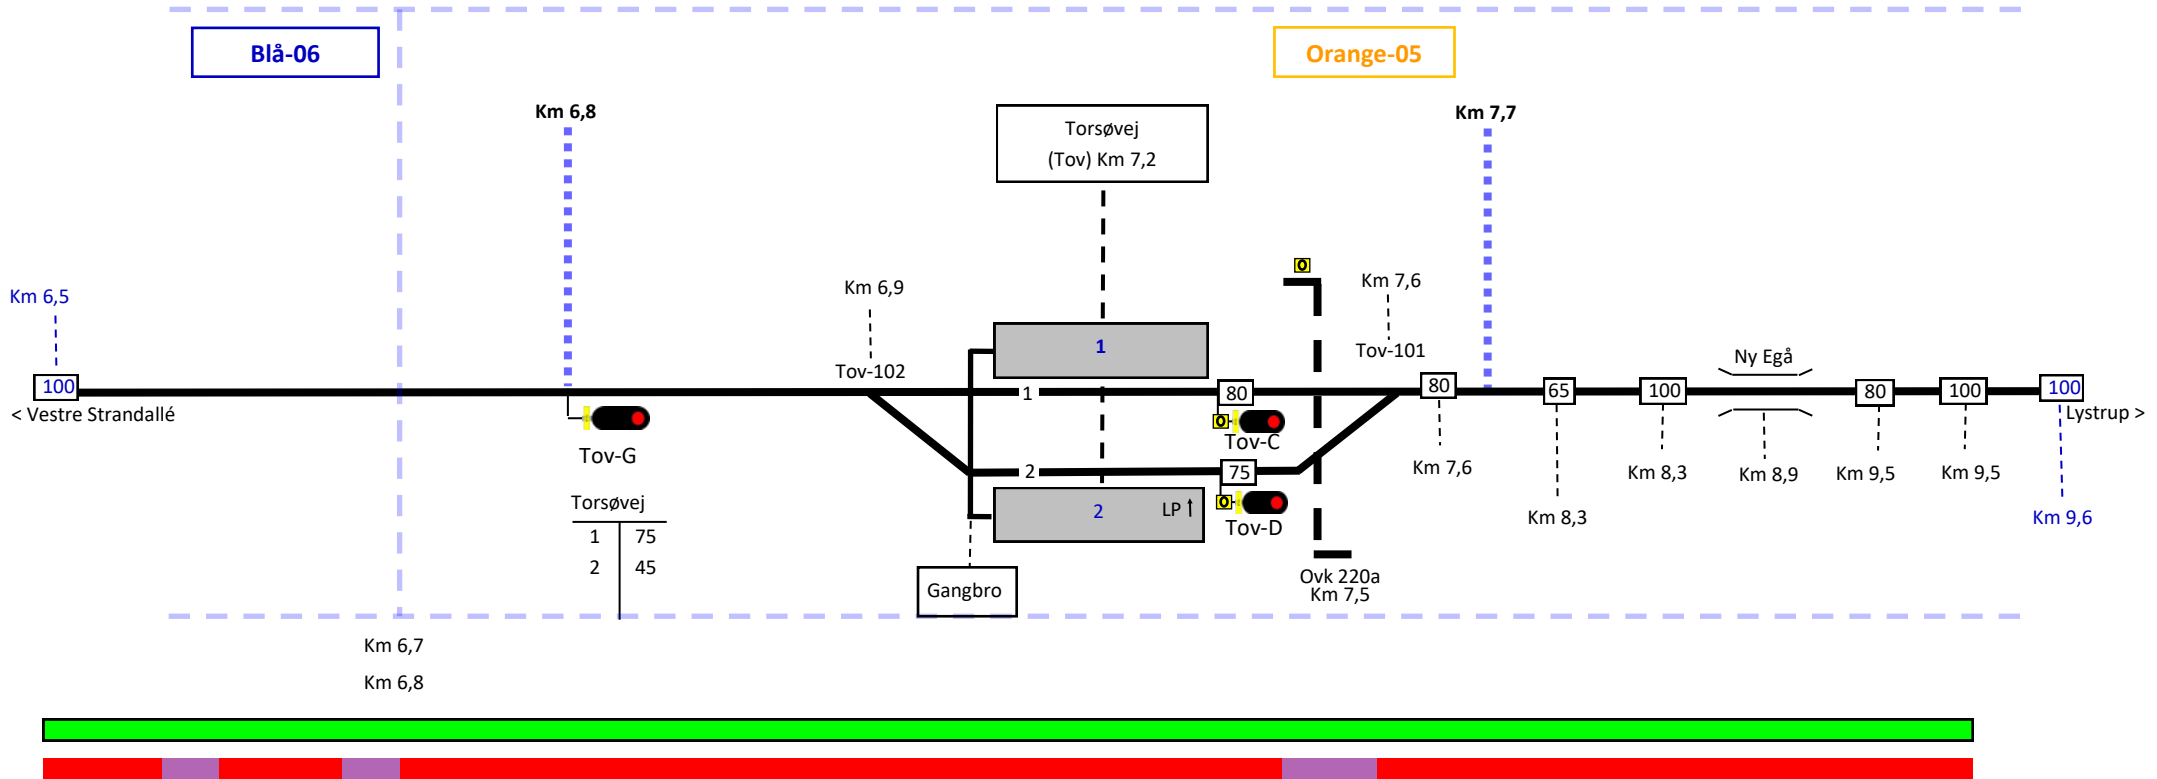 Blå-06
Orange-05
Km 6,8
Km 7,7
Torsøvej
(Tov) Km 7,2
Km 6,5
Km 6,9
Km 7,6
Tov-102
1
Tov-101
Ny Egå
100
1
80
80
65
100
80
100
100
< Vestre Strandallé
Lystrup >
Tov-G
Tov-C
2
75
Km 7,6
Km 8,3
Km 8,9
Km 9,5
Km 9,5
Torsøvej
1 75
2 45
2
LP
Tov-D
Km 8,3
Km 9,6
Gangbro
Ovk 220a
Km 7,5
Km 6,7
Km 6,8